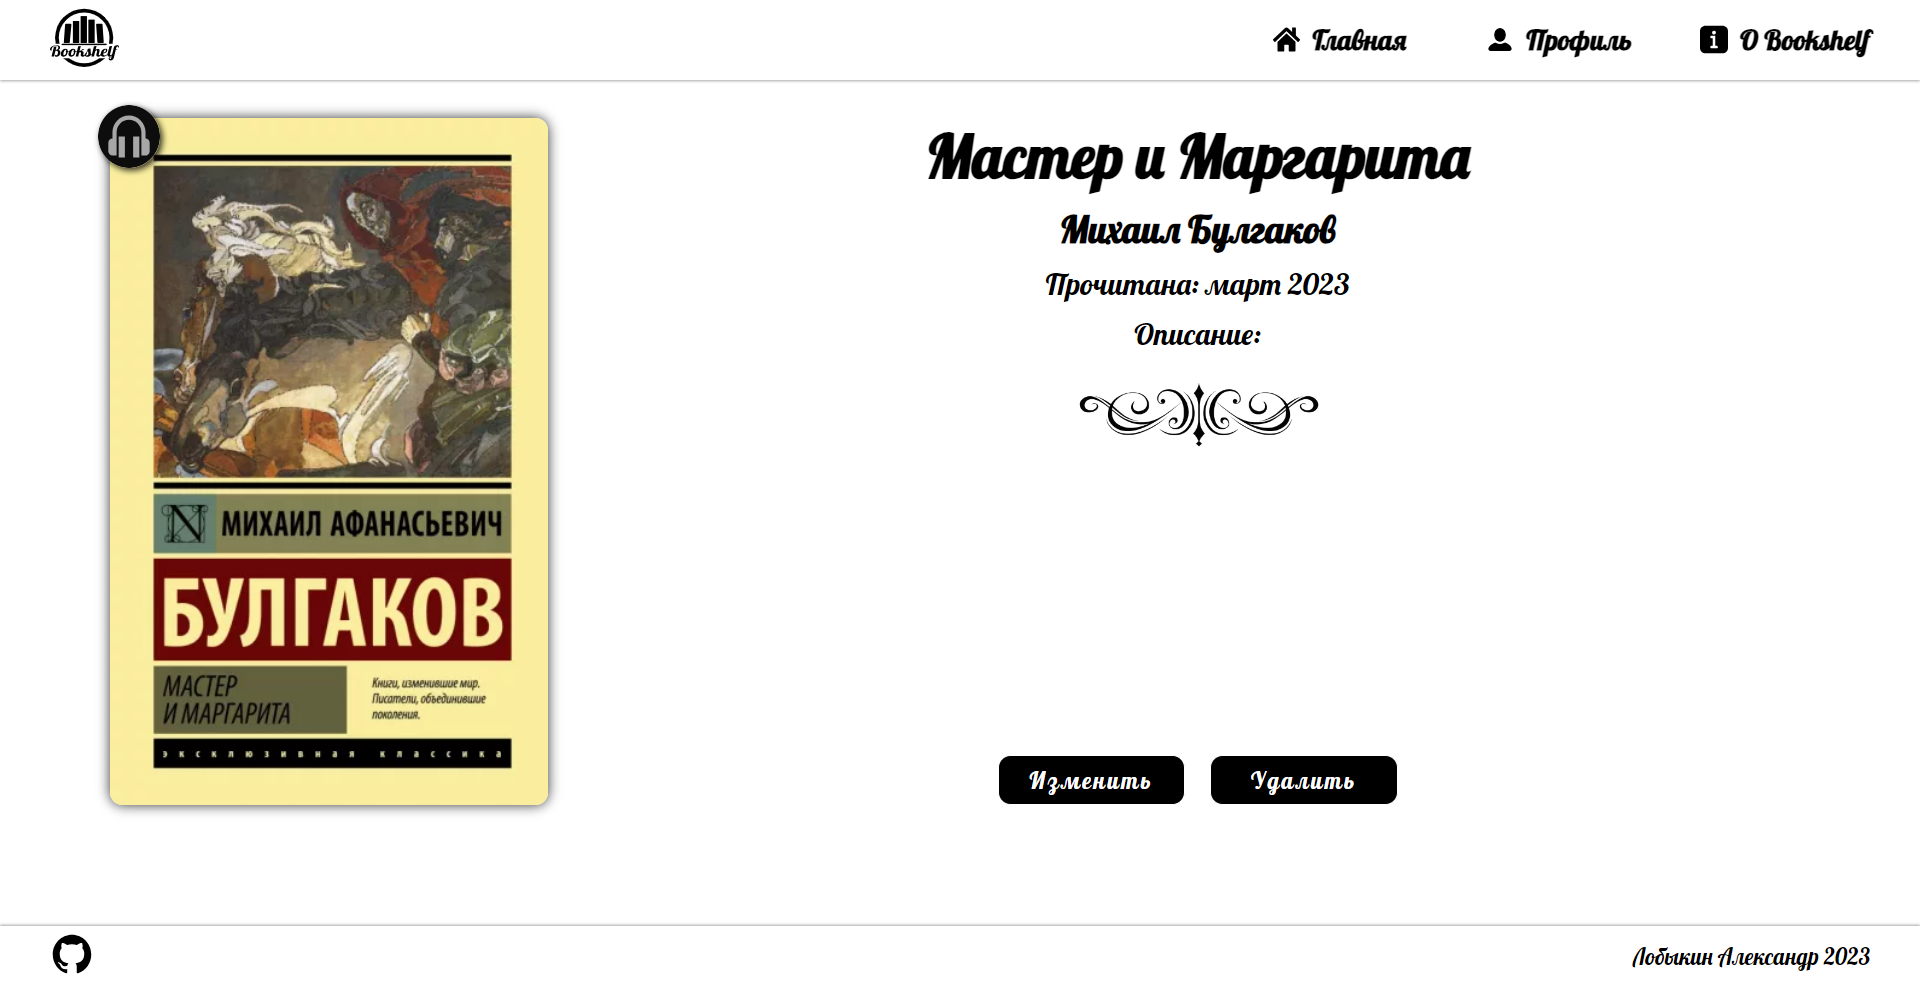 Bookshelf
Главная
Профиль
О Bookshelf
Мастер и Маргарита
Михаил Булгаков
Прочитана: март 2023
Описание:
N МИХАИЛ АФАНАСЬЕВИЧ
БУЛГАКОВ
МАСТЕР
И МАРГАРИТА
Книги, изменившие мир.
Писатели, объединившие
поколения.
эксклюзивная классика
Изменить
Удалить
Лобыкин Александр 2023